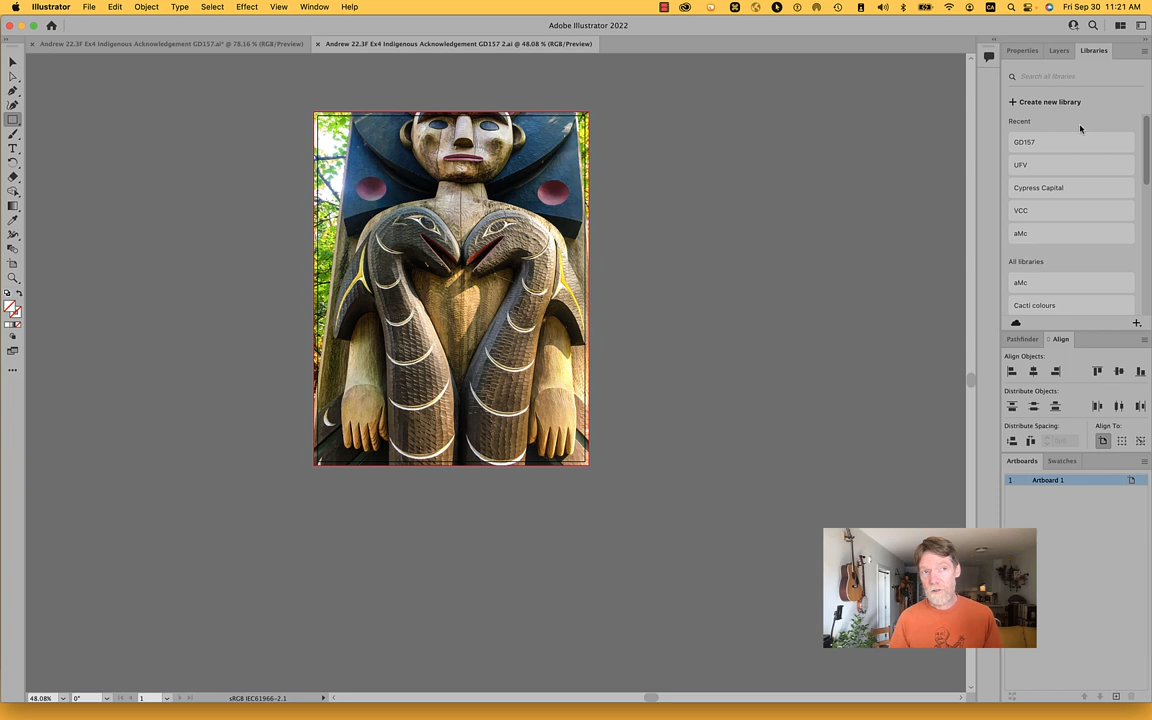 Illustrator File Edit Object Type Select Effect View Window Help CA Fri Sep 30 11:21 AM
Adobe Illustrator 2022
× Andrew 22.3F Ex4 Indigenous Acknowledgement GD157.ai* @ 78.16 % (RGB/Preview) × Andrew 22.3F Ex4 Indigenous Acknowledgement GD157 2.ai @ 48.08 % (RGB/Preview)
Properties Layers Libraries
Search all libraries
+ Create new library
Recent
GD157
UFV
Cypress Capital
VCC
aMc
All libraries
aMc
Cacti colours
Pathfinder Align
Align Objects:
Distribute Objects:
Distribute Spacing: Align To:
Artboards Swatches
1 Artboard 1
48.08% 0° 1 sRGB IEC61966-2.1